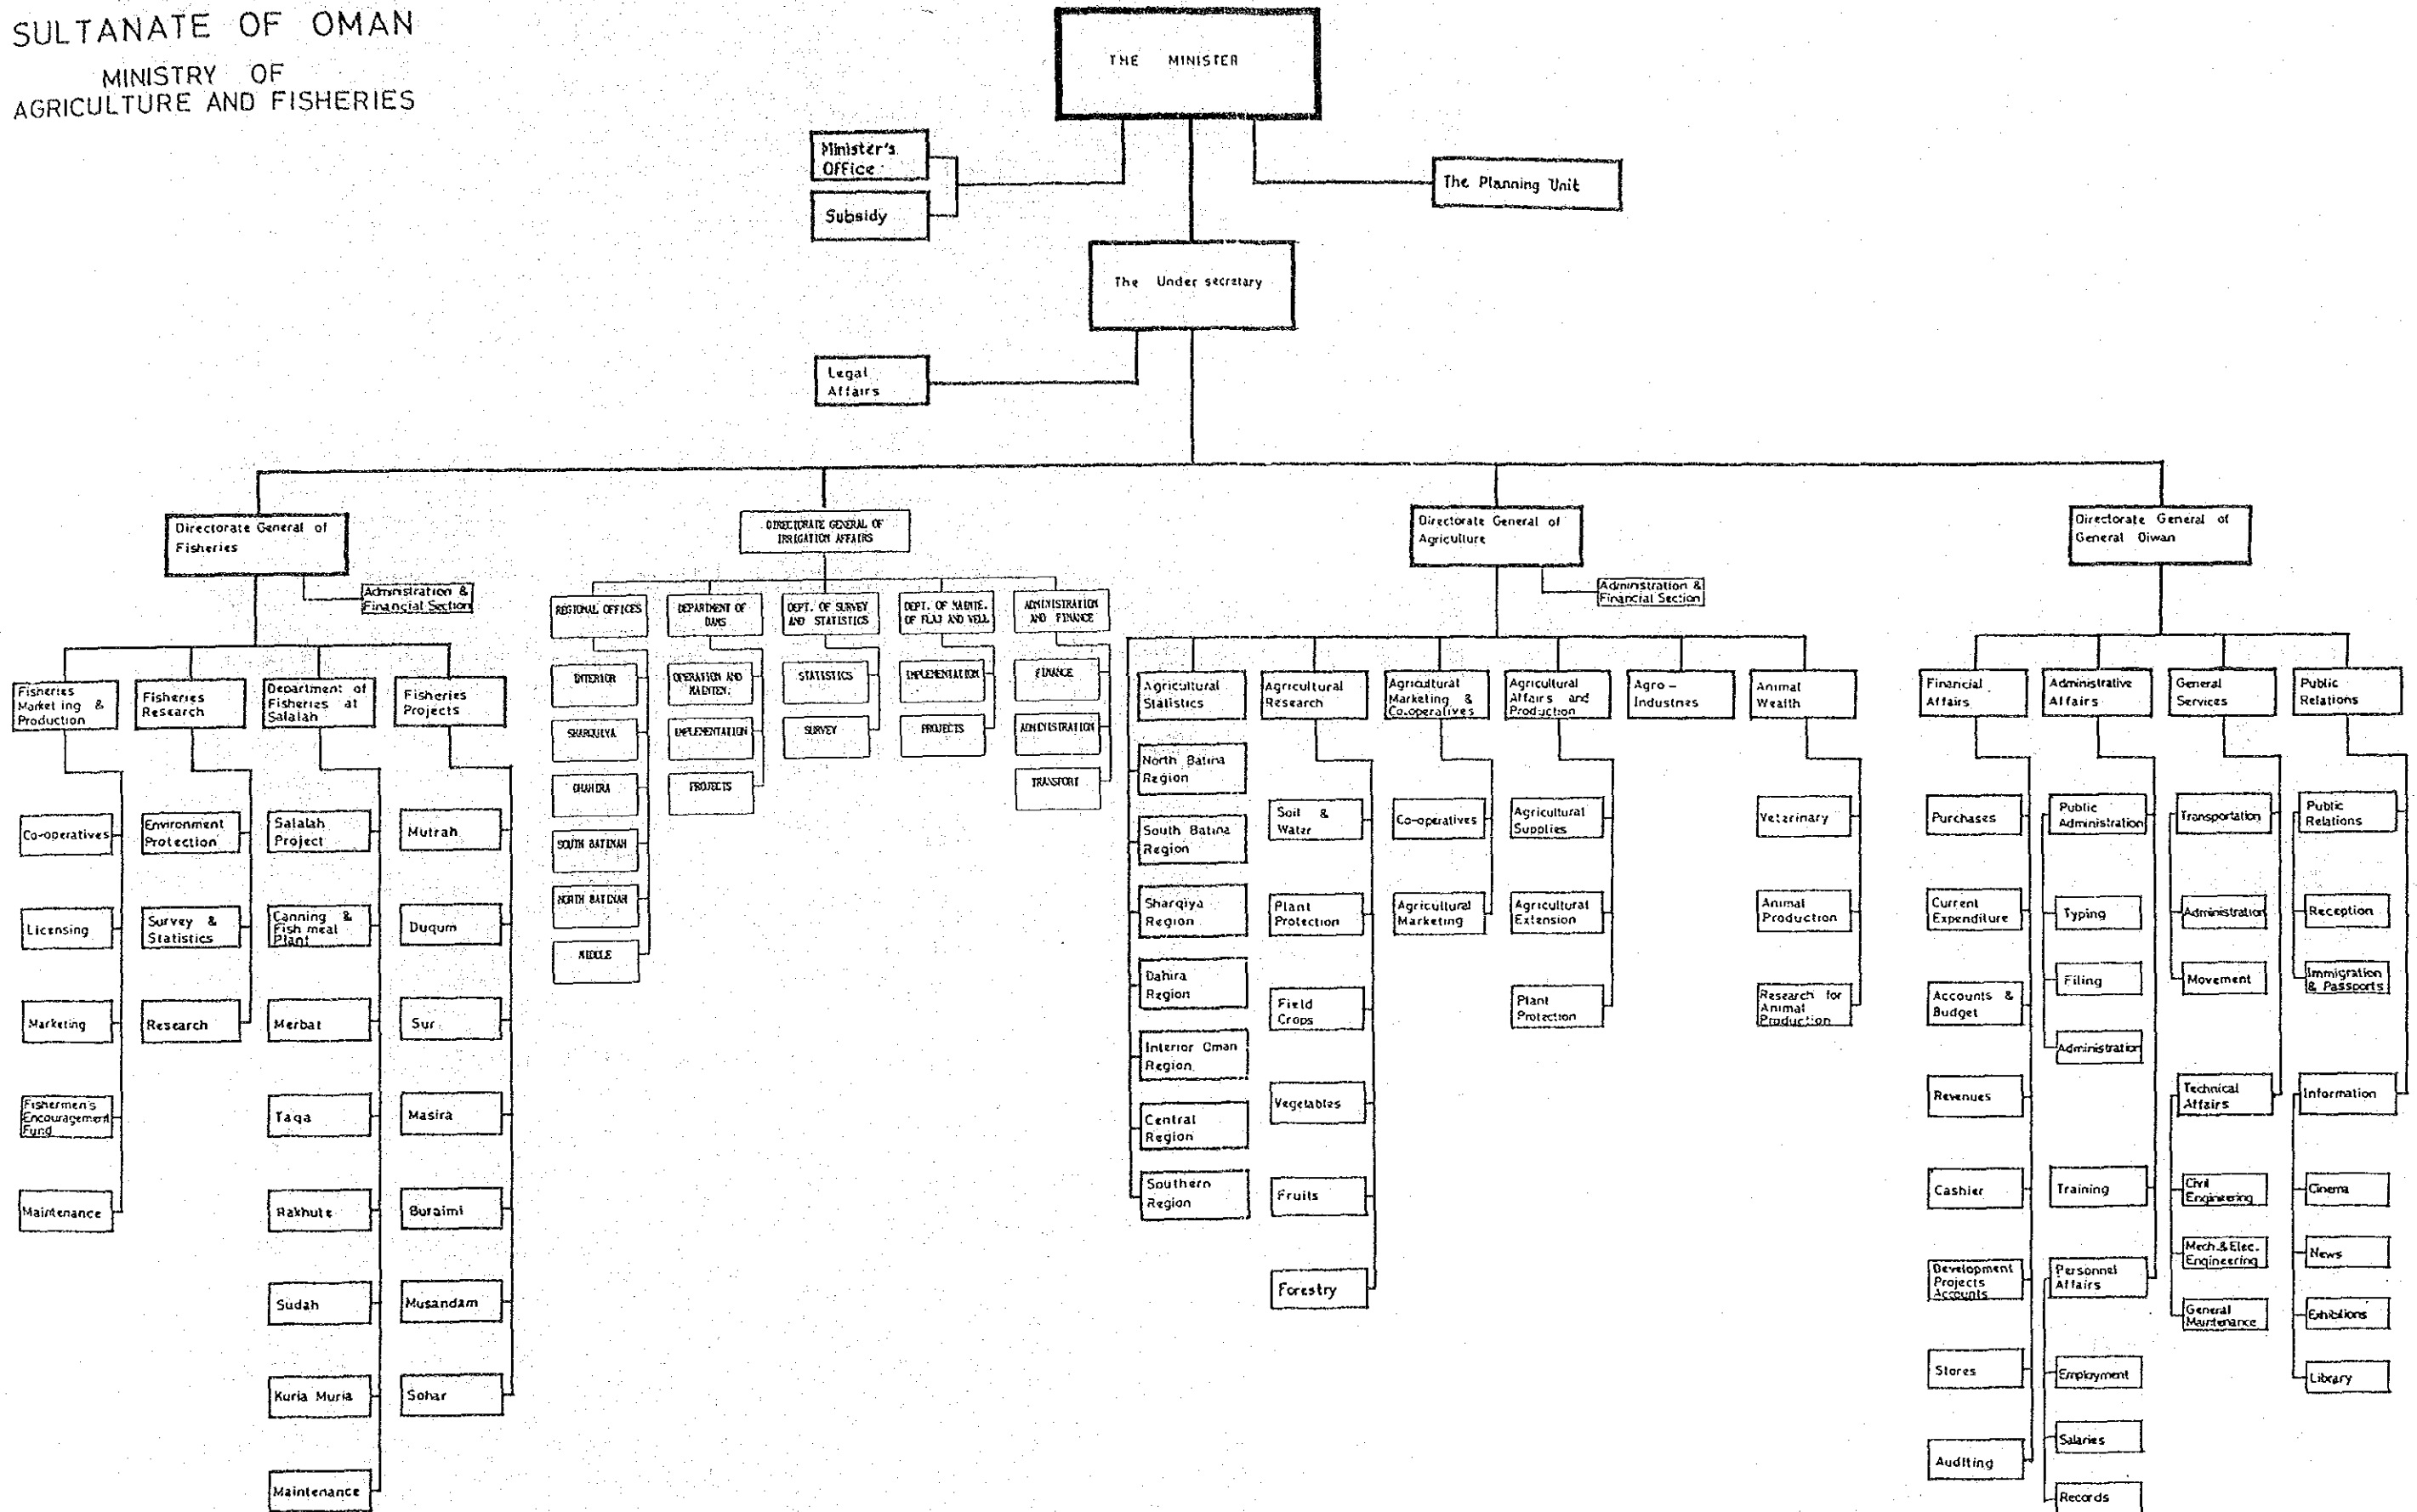 SULTANATE OF OMAN
MINISTRY OF
AGRICULTURE AND FISHERIES
THE MINISTER
Minister's
Office
Subsidy
The Planning Unit
The Under secretary
Legal
Affairs
Directorate General of
Fisheries
Administration &
Financial Section
DIRECTORATE GENERAL OF
IRRIGATION AFFAIRS
Directorate General of
Agriculture
Administration &
Financial Section
Directorate General of
General Diwan
Fisheries
Marketing &
Production
Co-operatives
Licensing
Marketing
Fishermen's
Encouragement
Fund
Maintenance
Fisheries
Research
Environment
Protection
Survey &
Statistics
Research
Department of
Fisheries at
Salalah
Salalah
Project
Canning &
Fish meal
Plant
Merbat
Taqa
Rakhute
Sudah
Kuria Muria
Maintenance
Fisheries
Projects
Mutrah
Duqum
Sur
Masira
Buraimi
Musandam
Sohar
REGIONAL OFFICES
INTERIOR
SHARQUIYA
DHAHIRA
SOUTH BATINAH
NORTH BATINAH
MIDDLE
DEPARTMENT OF
DAMS
OPERATION AND
MAINTEN.
IMPLEMENTATION
PROJECTS
DEPT. OF SURVEY
AND STATISTICS
STATISTICS
SURVEY
DEPT. OF MAINTE.
OF FLAJ AND WELL
IMPLEMENTATION
PROJECTS
ADMINISTRATION
AND FINANCE
FINANCE
ADMINISTRATION
TRANSPORT
Agricultural
Statistics
North Batina
Region
South Batina
Region
Sharqiya
Region
Dahira
Region
Interior Oman
Region
Central
Region
Southern
Region
Agricultural
Research
Soil &
Water
Plant
Protection
Field
Crops
Vegetables
Fruits
Forestry
Agricultural
Marketing &
Co.operatives
Co-operatives
Agricultural
Marketing
Agricultural
Affairs and
Production
Agricultural
Supplies
Agricultural
Extension
Plant
Protection
Agro -
Industries
Animal
Wealth
Veterinary
Animal
Production
Research for
Animal
Production
Financial
Affairs
Purchases
Current
Expenditure
Accounts &
Budget
Revenues
Cashier
Development
Projects
Accounts
Stores
Auditing
Administrative
Affairs
Public
Administration
Typing
Filing
Administration
Training
Personnel
Affairs
Employment
Salaries
Records
General
Services
Transportation
Administration
Movement
Technical
Affairs
Civil
Engineering
Mech.& Elec.
Engineering
General
Maintenance
Public
Relations
Public
Relations
Reception
Immigration
& Passports
Information
Cinema
News
Exhibitions
Library